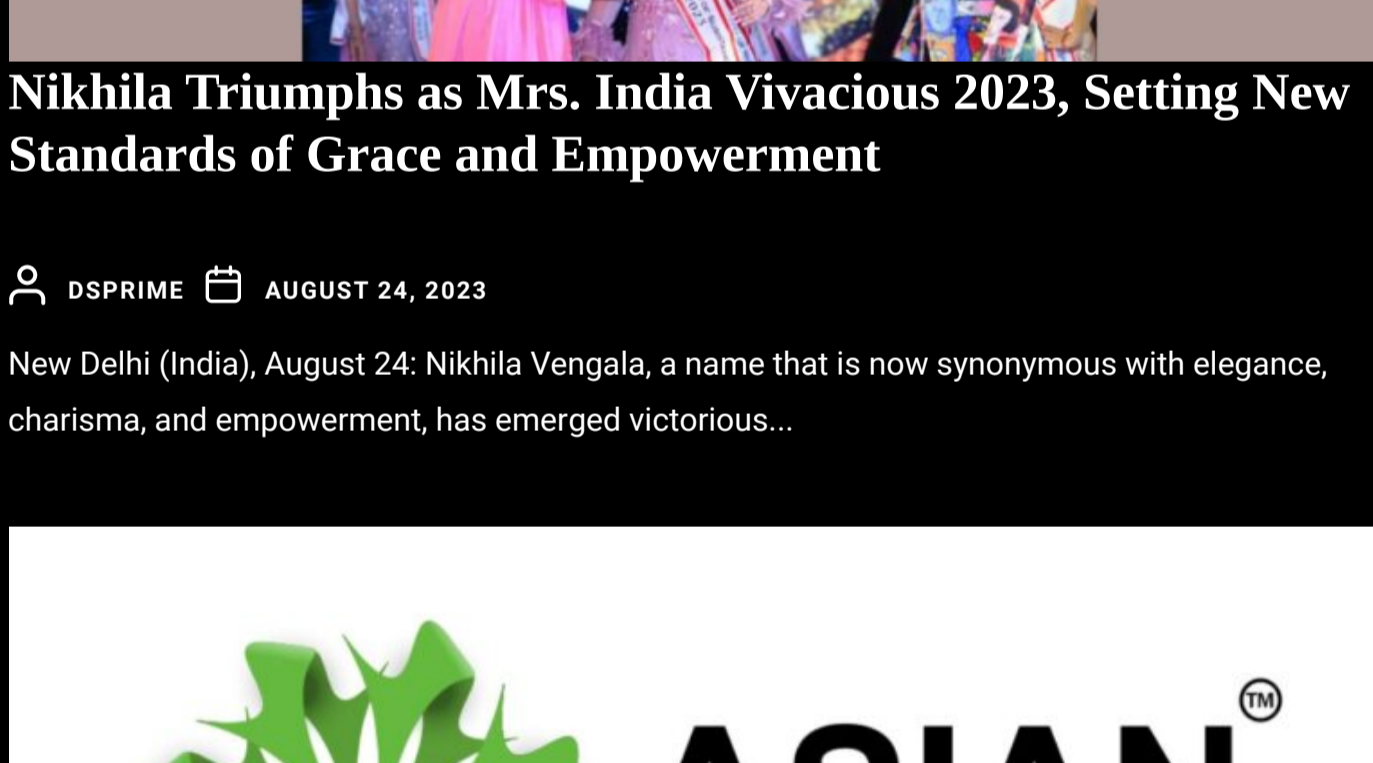 2023
Nikhila Triumphs as Mrs. India Vivacious 2023, Setting New
Standards of Grace and Empowerment
DSPRIME AUGUST 24, 2023
New Delhi (India), August 24: Nikhila Vengala, a name that is now synonymous with elegance,
charisma, and empowerment, has emerged victorious...
TM
ASIAN